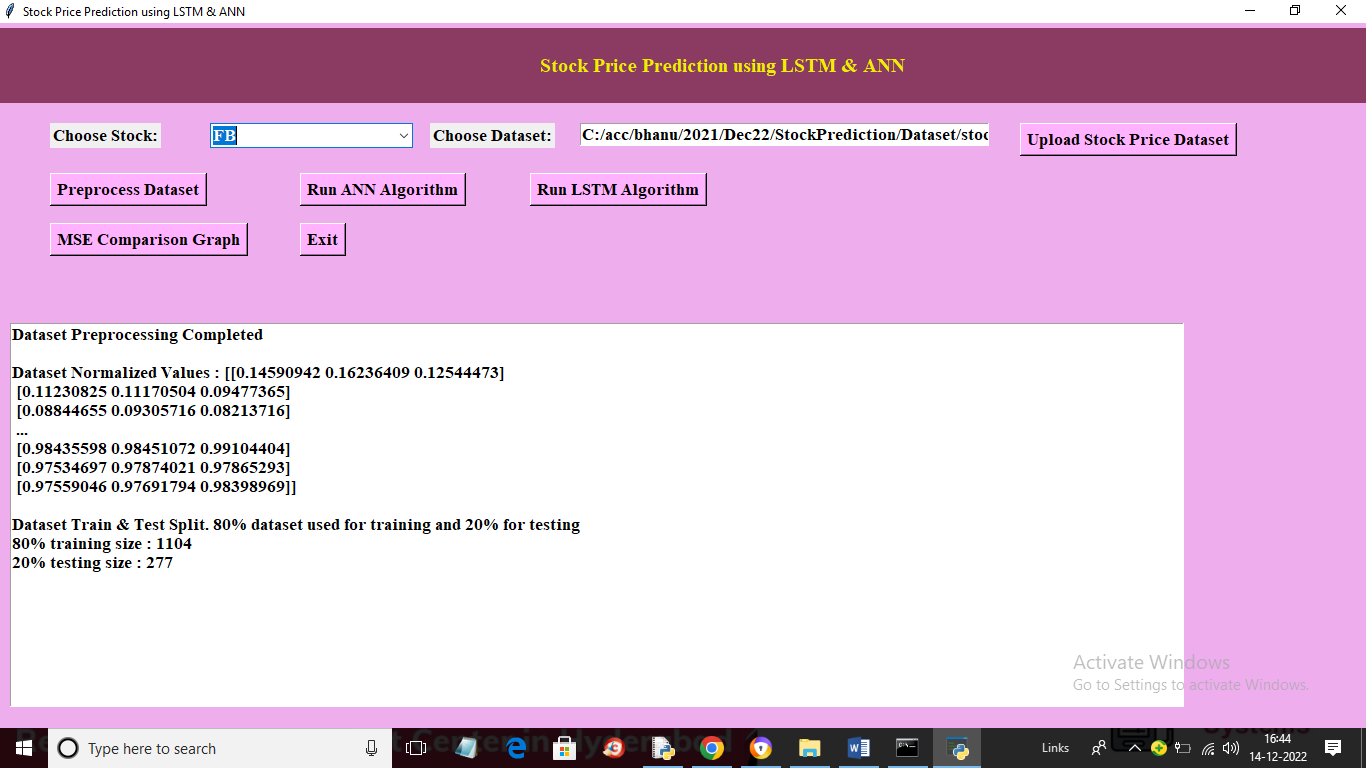 Stock Price Prediction using LSTM & ANN
Stock Price Prediction using LSTM & ANN
Choose Stock: FB Choose Dataset: C:/acc/bhanu/2021/Dec22/StockPrediction/Dataset/stoc Upload Stock Price Dataset
Preprocess Dataset Run ANN Algorithm Run LSTM Algorithm
MSE Comparison Graph Exit
Dataset Preprocessing Completed
Dataset Normalized Values : [[0.14590942 0.16236409 0.12544473]
[0.11230825 0.11170504 0.09477365]
[0.08844655 0.09305716 0.08213716]
...
[0.98435598 0.98451072 0.99104404]
[0.97534697 0.97874021 0.97865293]
[0.97559046 0.97691794 0.98398969]]
Dataset Train & Test Split. 80% dataset used for training and 20% for testing
80% training size : 1104
20% testing size : 277
Activate Windows
Go to Settings to activate Windows.
Type here to search Links 16:44
14-12-2022